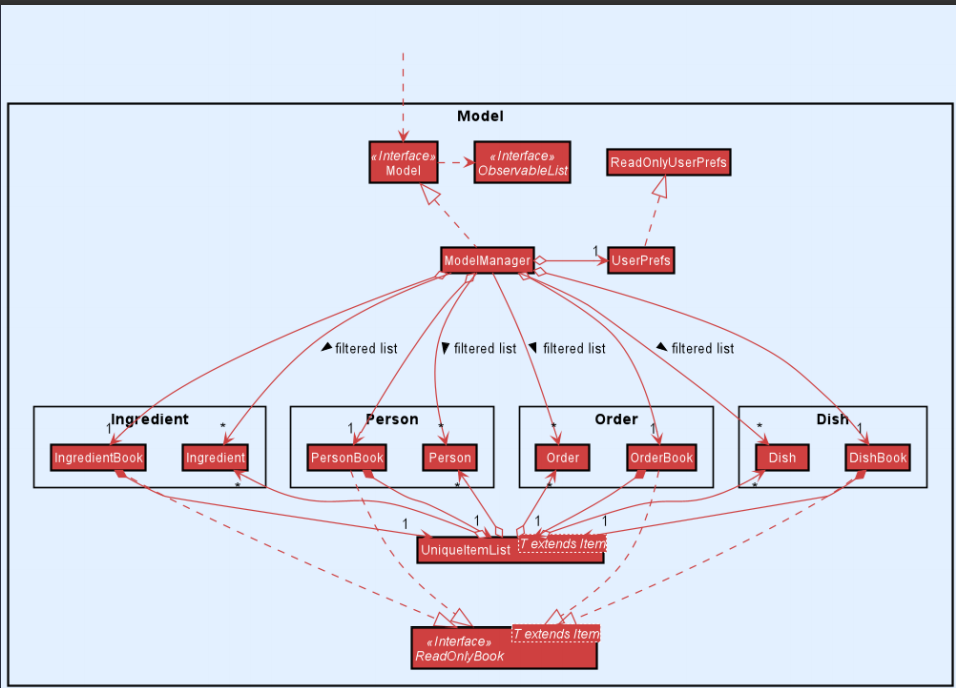 Model
«Interface»
Model
«Interface»
ObservableList
ReadOnlyUserPrefs
ModelManager
1
UserPrefs
filtered list
filtered list
filtered list
filtered list
Ingredient
Person
Order
Dish
1
*
1
*
*
1
*
1
IngredientBook
Ingredient
PersonBook
Person
Order
OrderBook
Dish
DishBook
*
*
*
*
1
1
1
1
UniqueItemList
T extends Item
«Interface»
ReadOnlyBook
T extends Item